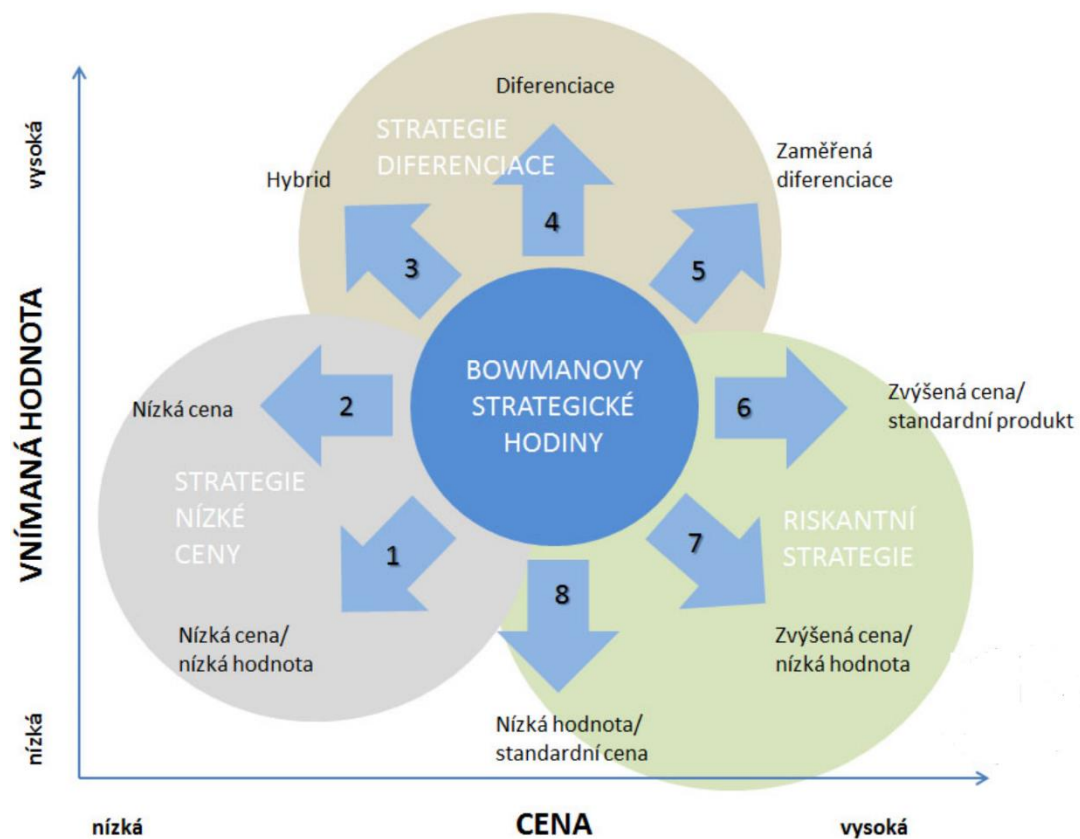 VNÍMANÁ HODNOTA
vysoká
nízká
Diferenciace
STRATEGIE
DIFERENCIACE
Zaměřená
diferenciace
Hybrid
4
3
5
BOWMANOVY
STRATEGICKÉ
HODINY
Nízká cena
2
6
Zvýšená cena/
standardní produkt
STRATEGIE
NÍZKÉ
CENY
RISKANTNÍ
STRATEGIE
1
7
8
Nízká cena/
nízká hodnota
Zvýšená cena/
nízká hodnota
Nízká hodnota/
standardní cena
nízká
CENA
vysoká